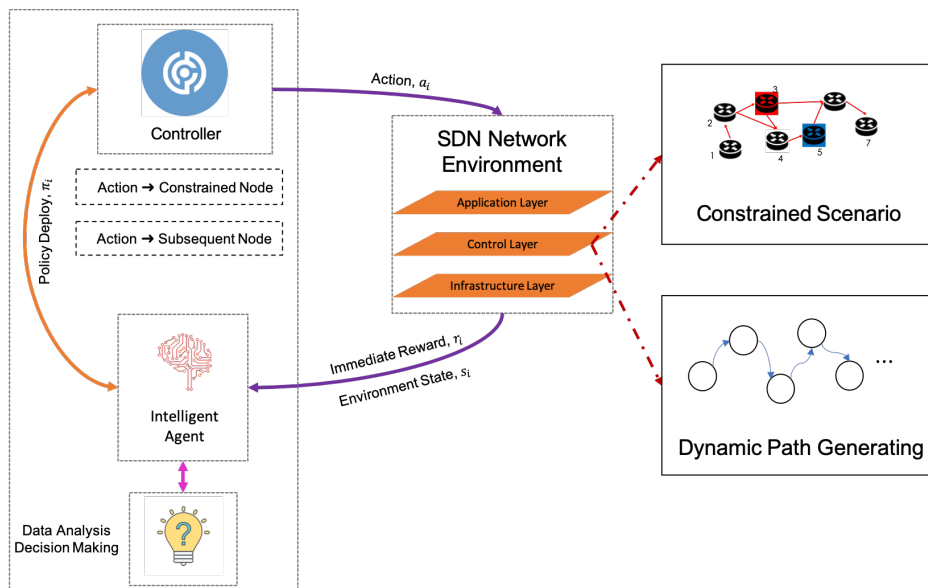 Controller
Action ➜ Constrained Node
Action ➜ Subsequent Node
Policy Deploy, π𝑖
Intelligent
Agent
Data Analysis
Decision Making
?
Action, a𝑖
SDN Network
Environment
Application Layer
Control Layer
Infrastructure Layer
Immediate Reward, r𝑖
Environment State, s𝑖
1
2
3
4
5
7
Constrained Scenario
...
Dynamic Path Generating